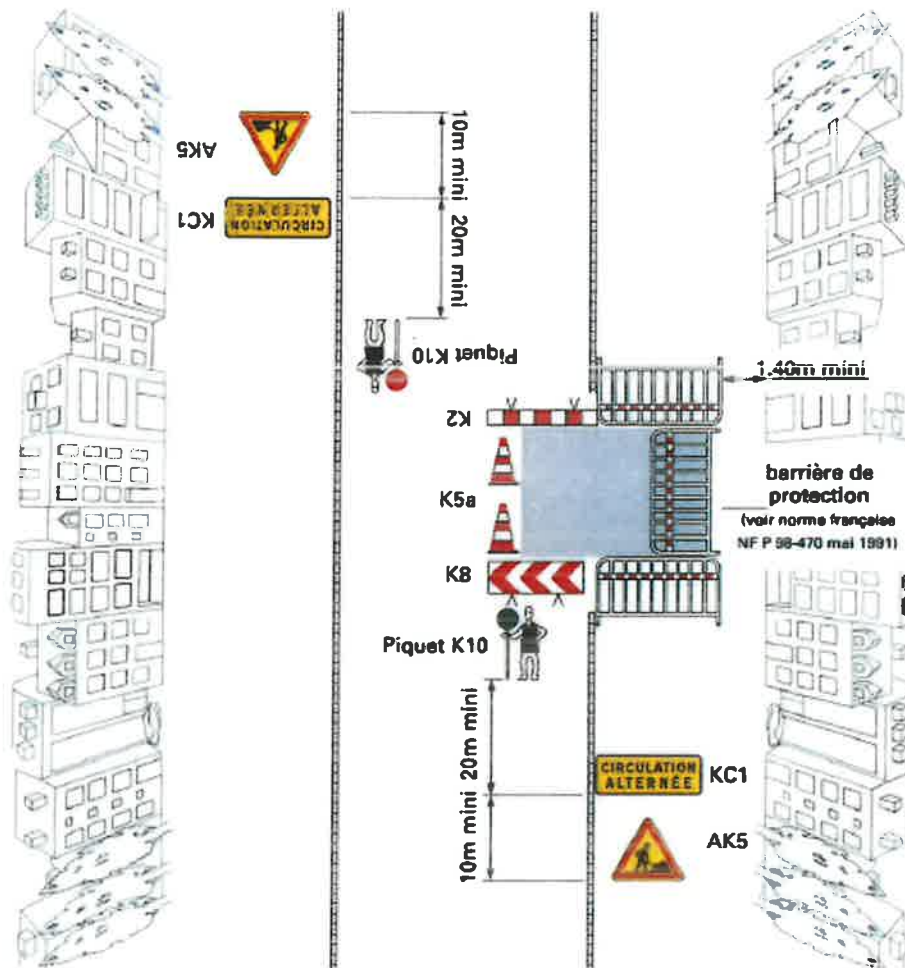 AK5
10m mini
KC1
CIRCULATION
ALTERNÉE
20m mini
Piquet K10
1.40m mini
K2
K5a
barrière de
protection
(voir norme française
NF P 98-470 mai 1991)
K8
Piquet K10
20m mini
CIRCULATION
ALTERNÉE
KC1
10m mini
AK5